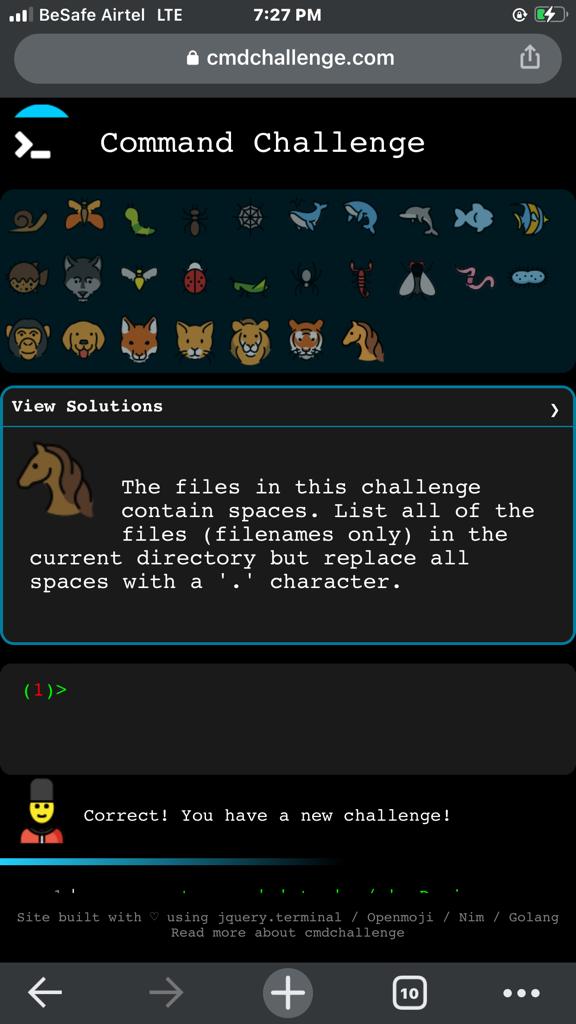 BeSafe Airtel LTE 7:27 PM
cmdchallenge.com
Command Challenge
View Solutions
The files in this challenge
contain spaces. List all of the
files (filenames only) in the
current directory but replace all
spaces with a '.' character.
(1)>
Correct! You have a new challenge!
Site built with ♡ using jquery.terminal / Openmoji / Nim / Golang
Read more about cmdchallenge
10